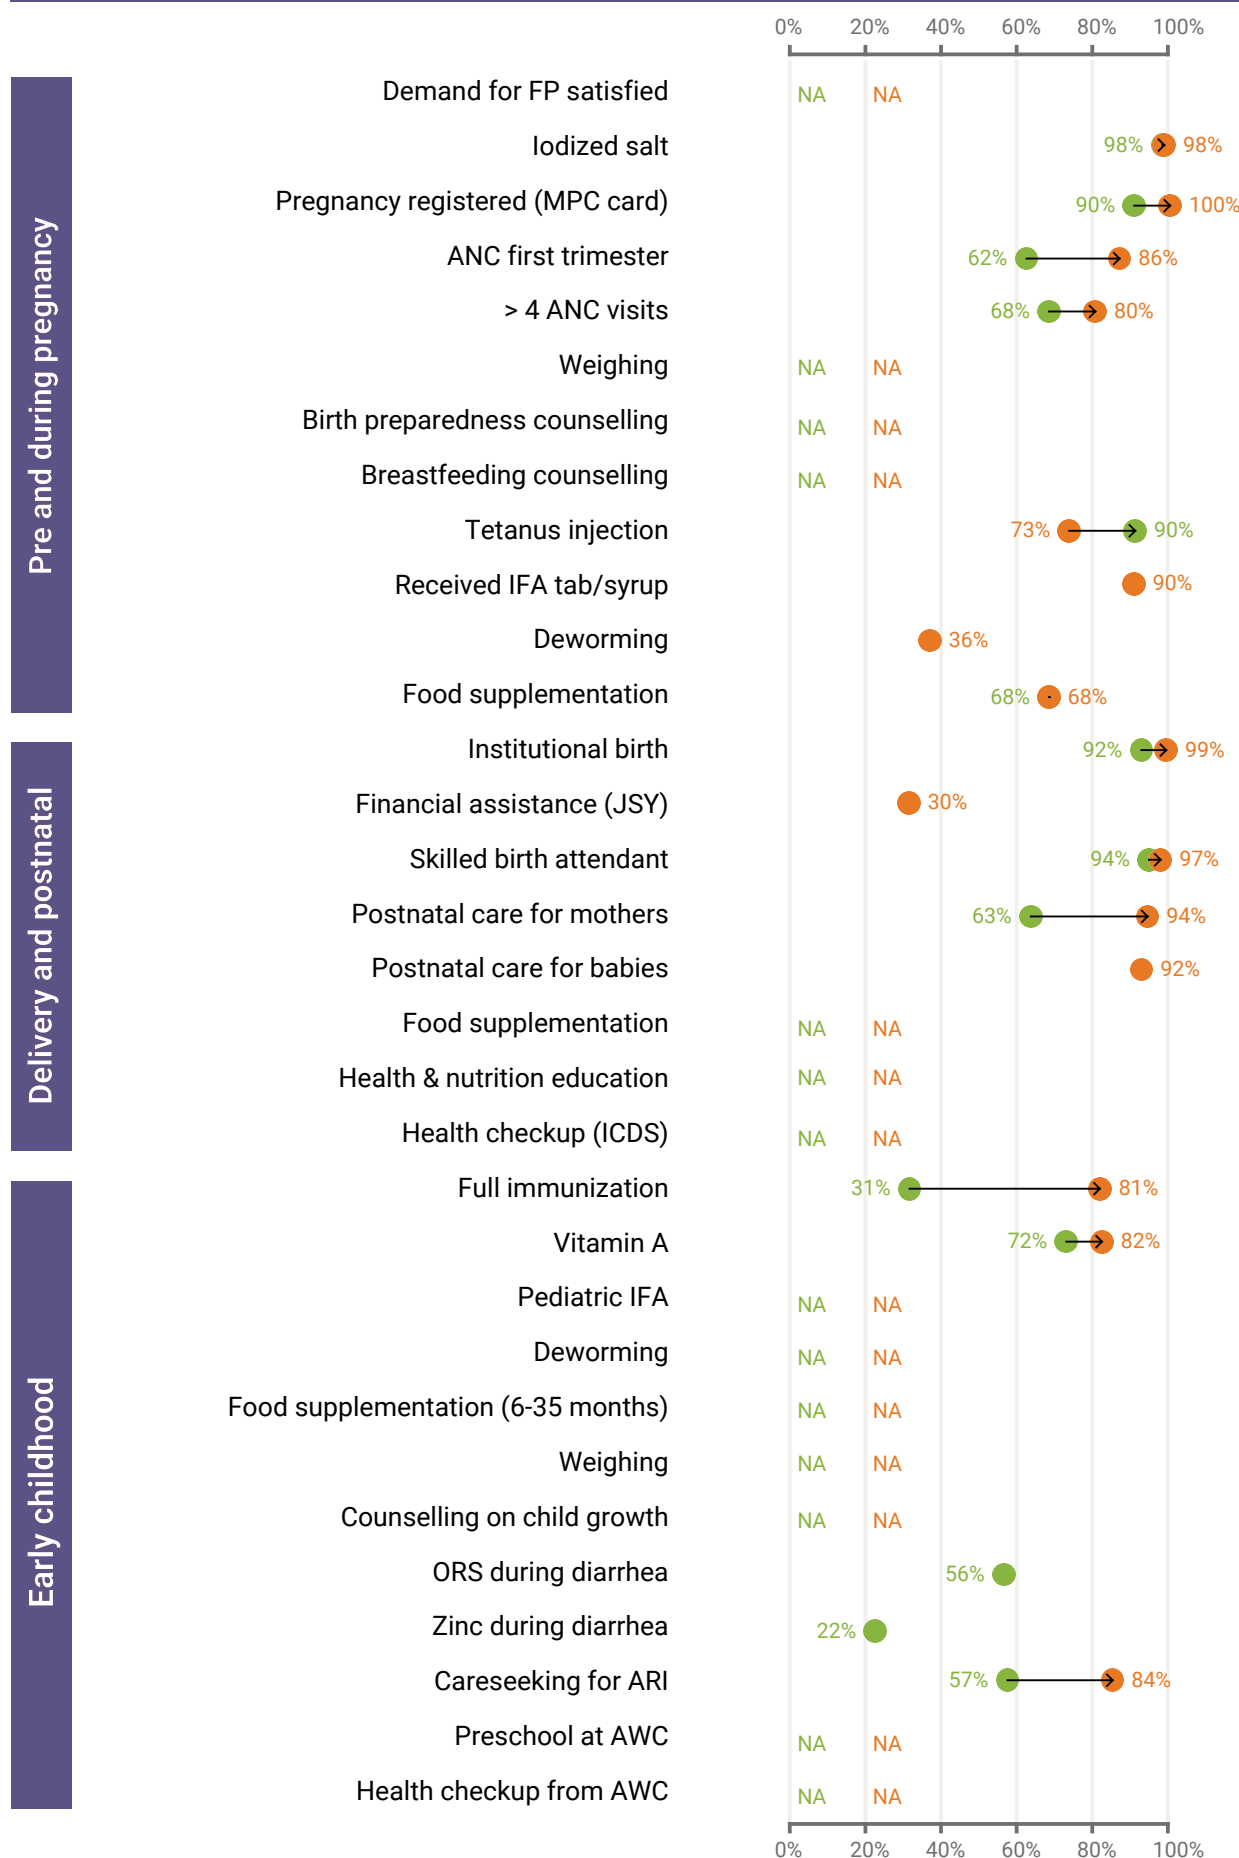 0% 20% 40% 60% 80% 100%
Pre and during pregnancy
Demand for FP satisfied NA NA
Iodized salt 98% 98%
Pregnancy registered (MPC card) 90% 100%
ANC first trimester 62% 86%
> 4 ANC visits 68% 80%
Weighing NA NA
Birth preparedness counselling NA NA
Breastfeeding counselling NA NA
Tetanus injection 73% 90%
Received IFA tab/syrup 90%
Deworming 36%
Food supplementation 68% 68%
Delivery and postnatal
Institutional birth 92% 99%
Financial assistance (JSY) 30%
Skilled birth attendant 94% 97%
Postnatal care for mothers 63% 94%
Postnatal care for babies 92%
Food supplementation NA NA
Health & nutrition education NA NA
Health checkup (ICDS) NA NA
Early childhood
Full immunization 31% 81%
Vitamin A 72% 82%
Pediatric IFA NA NA
Deworming NA NA
Food supplementation (6-35 months) NA NA
Weighing NA NA
Counselling on child growth NA NA
ORS during diarrhea 56%
Zinc during diarrhea 22%
Careseeking for ARI 57% 84%
Preschool at AWC NA NA
Health checkup from AWC NA NA
0% 20% 40% 60% 80% 100%